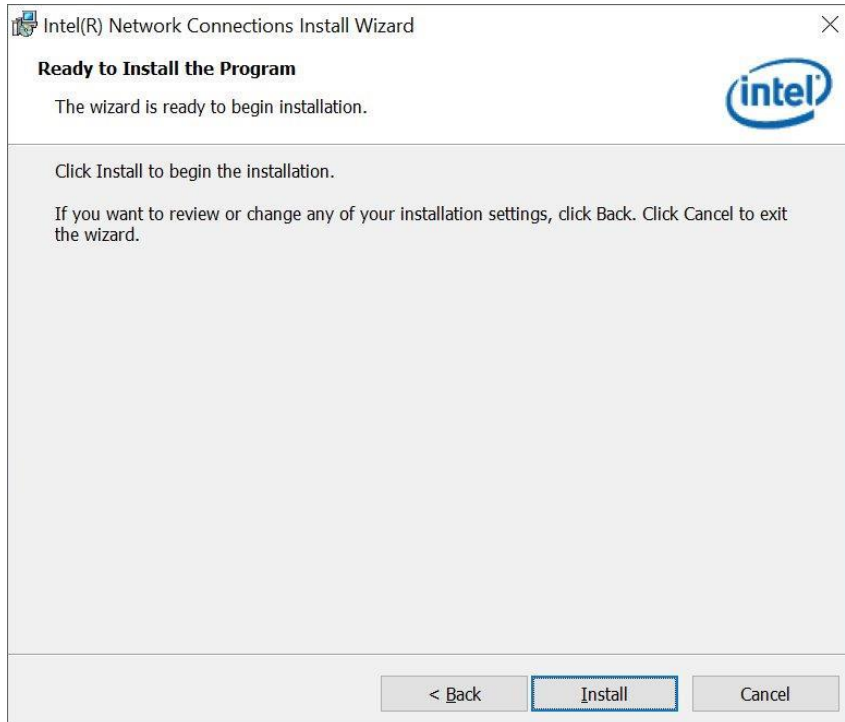 Intel(R) Network Connections Install Wizard
Ready to Install the Program
The wizard is ready to begin installation.
intel
Click Install to begin the installation.
If you want to review or change any of your installation settings, click Back. Click Cancel to exit
the wizard.
< Back
Install
Cancel